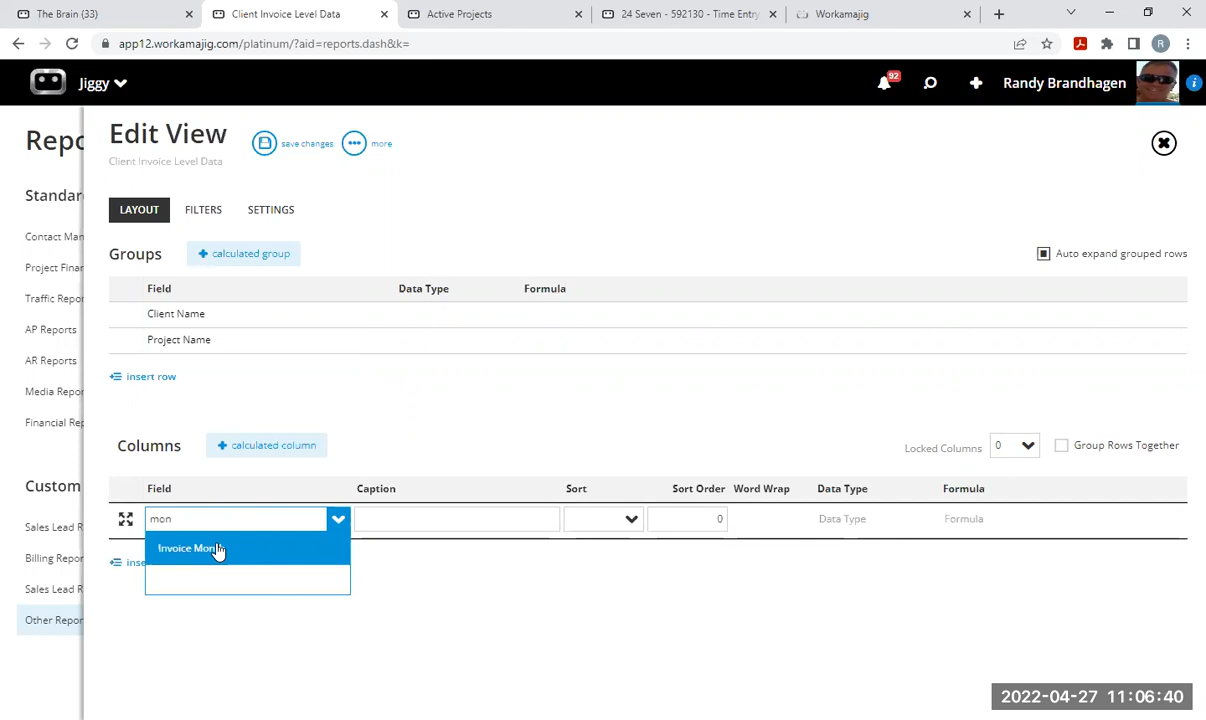 The Brain (33)
Client Invoice Level Data
Active Projects
24 Seven - 592130 - Time Entry
Workamajig
app12.workamajig.com/platinum/?aid=reports.dash&k=
R
Jiggy
92
Randy Brandhagen
i
Repo
Edit View
save changes
more
Client Invoice Level Data
Standar
LAYOUT
FILTERS
SETTINGS
Contact Man
Project Finan
Traffic Repor
AP Reports
AR Reports
Media Repor
Financial Rep
Groups
calculated group
Auto expand grouped rows
Field
Data Type
Formula
Client Name
Project Name
insert row
Columns
calculated column
Locked Columns
0
Group Rows Together
Custom
Field
Caption
Sort
Sort Order
Word Wrap
Data Type
Formula
Sales Lead R
Billing Repor
Sales Lead R
Other Repor
mon
0
Data Type
Formula
Invoice Mon
inse
2022-04-27 11:06:40